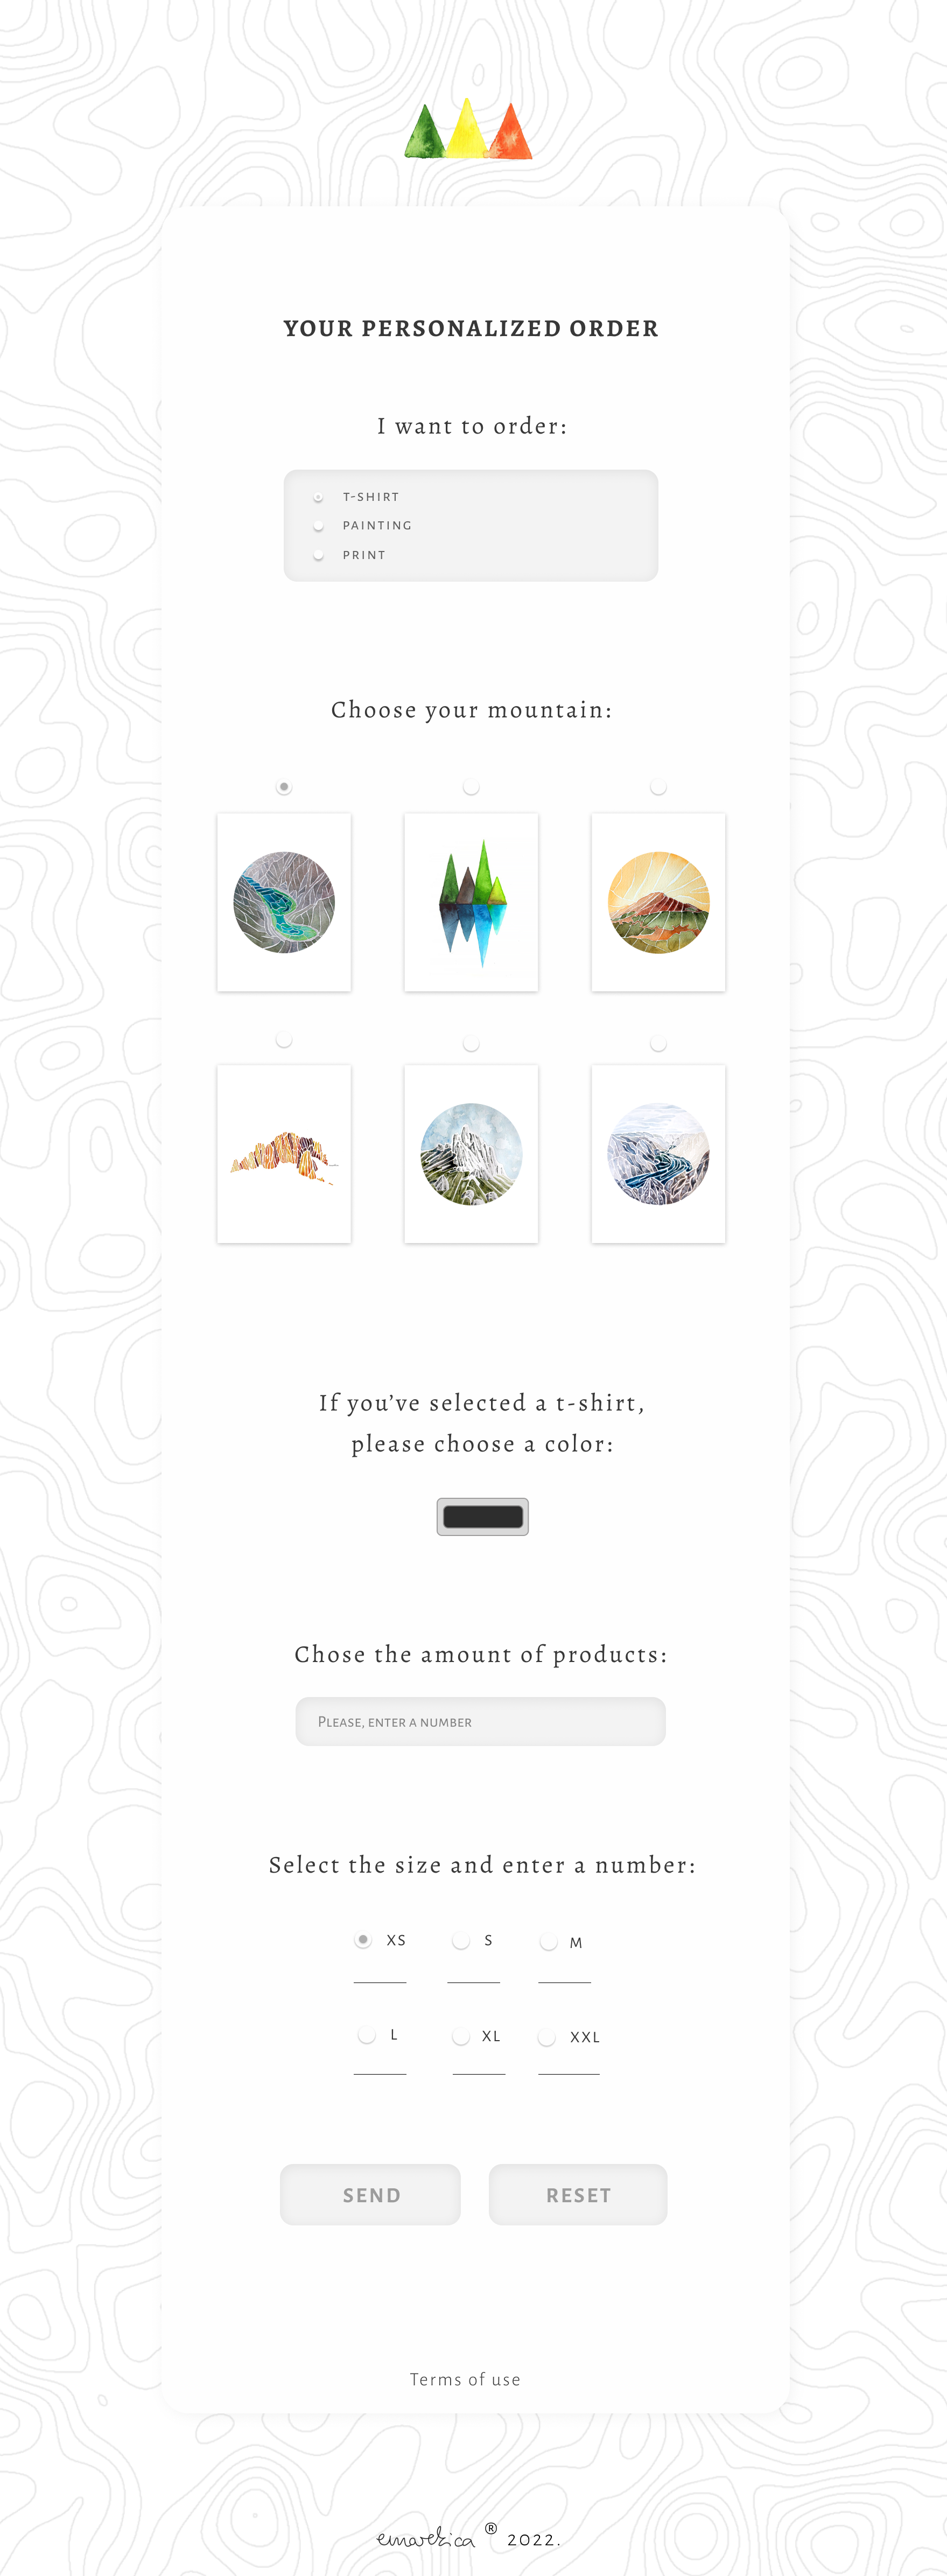 YOUR PERSONALIZED ORDER
I want to order:
T-SHIRT
PAINTING
PRINT
Choose your mountain:
If you’ve selected a t-shirt,
please choose a color:
Chose the amount of products:
Please, enter a number
Select the size and enter a number:
XS S M
L XL XXL
SEND RESET
Terms of use
emarezica ® 2022.